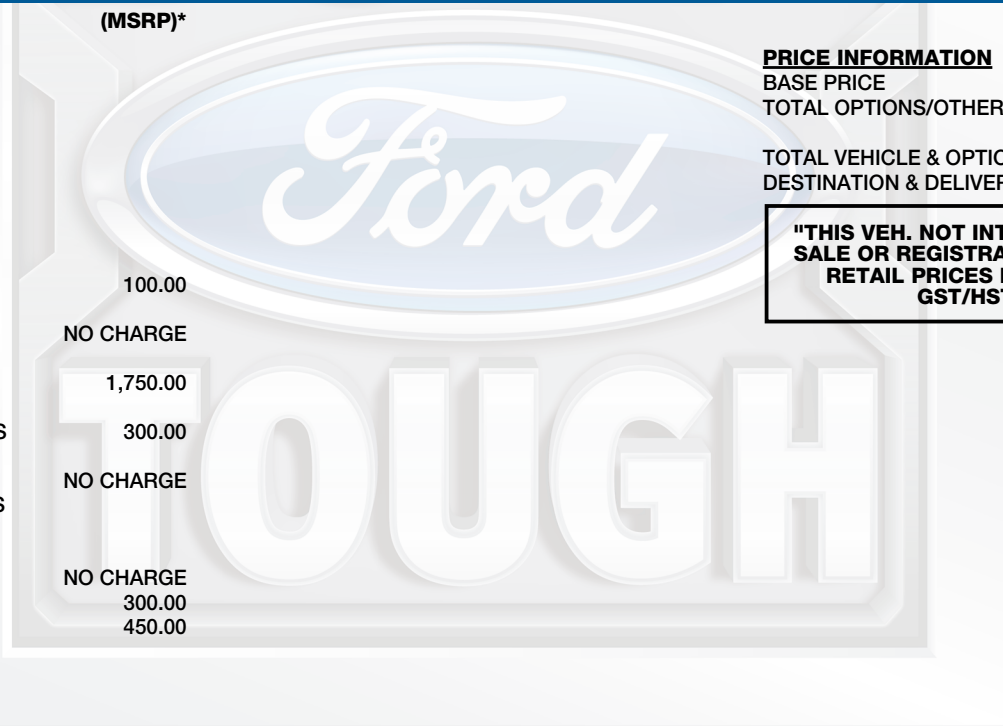 (MSRP)*
100.00
NO CHARGE
1,750.00
S 300.00
NO CHARGE
S
NO CHARGE
300.00
450.00
PRICE INFORMATION
BASE PRICE
TOTAL OPTIONS/OTHER
TOTAL VEHICLE & OPTIO
DESTINATION & DELIVER
"THIS VEH. NOT INT
SALE OR REGISTRA
RETAIL PRICES
GST/HST
Ford
TOUGH